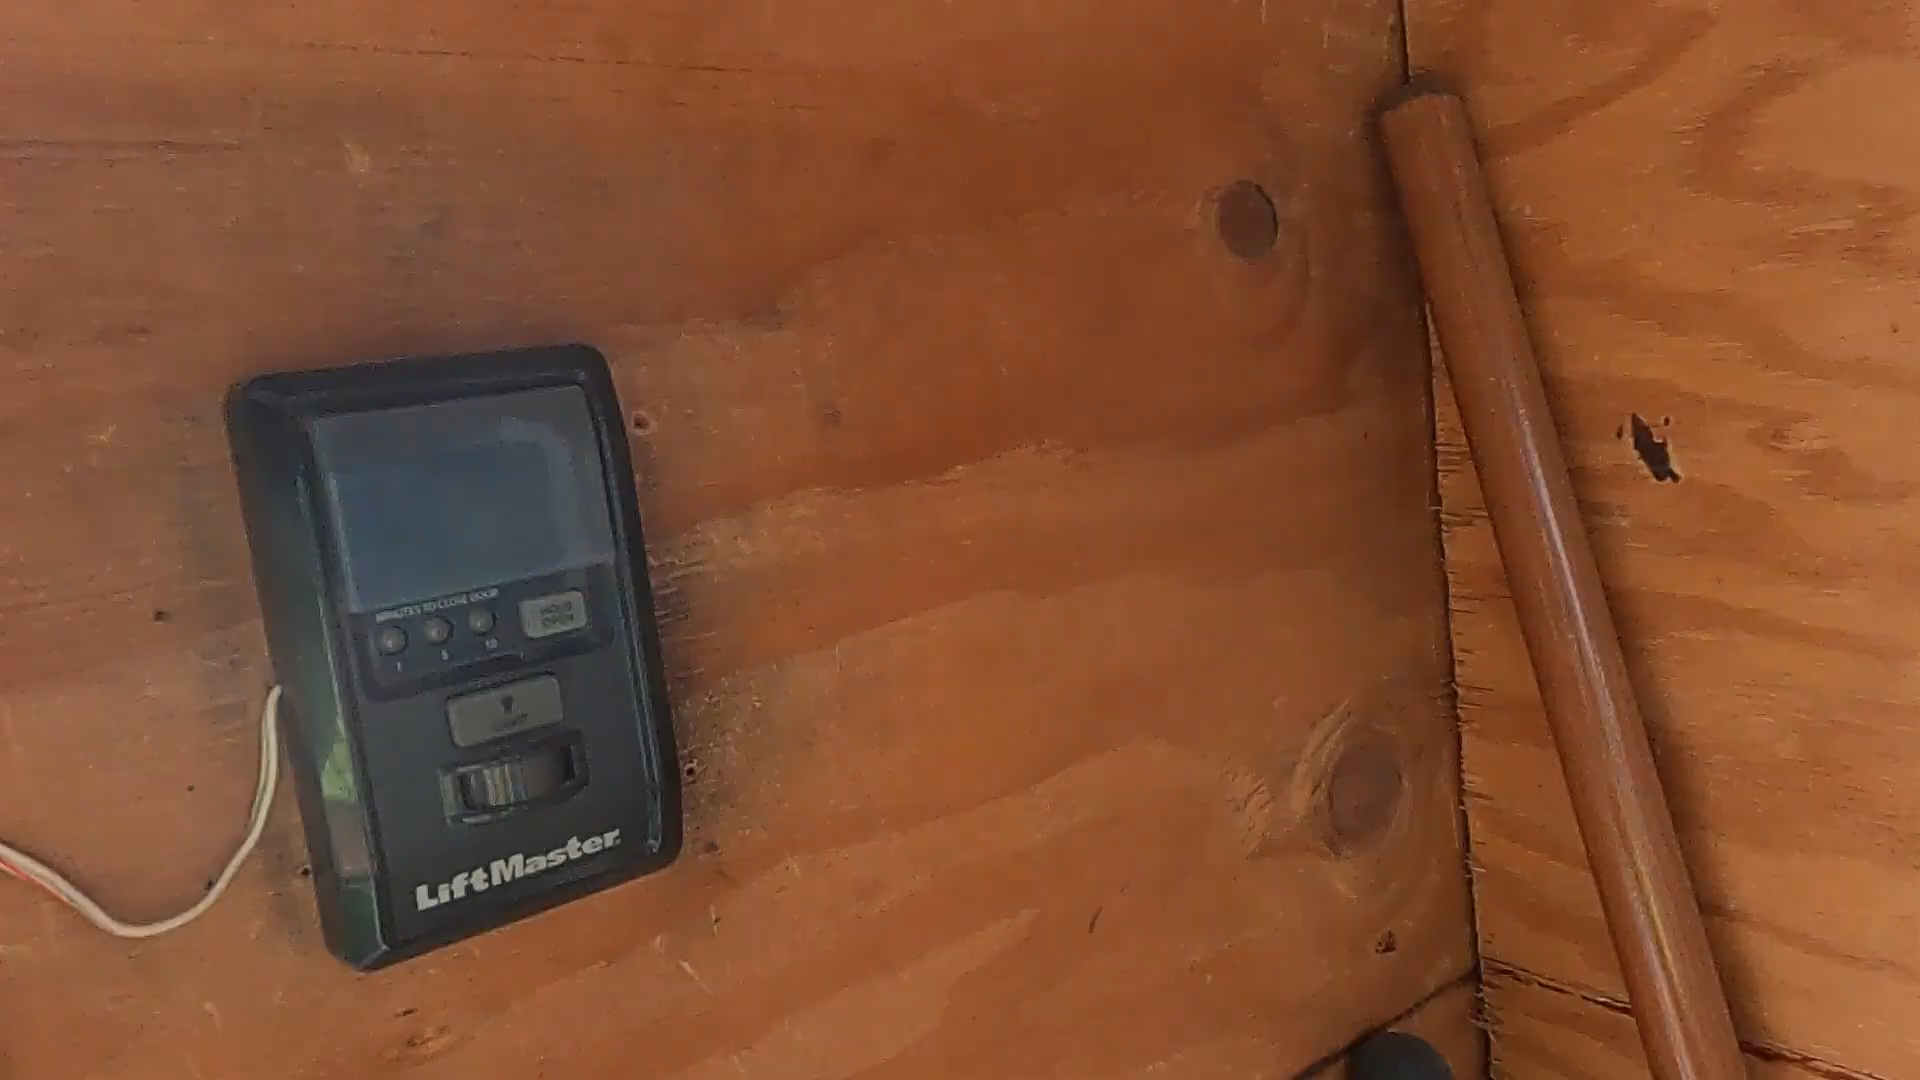 MINUTES TO CLOSE DOOR
HOLD
OPEN
1 5 10
LIGHT
LiftMaster